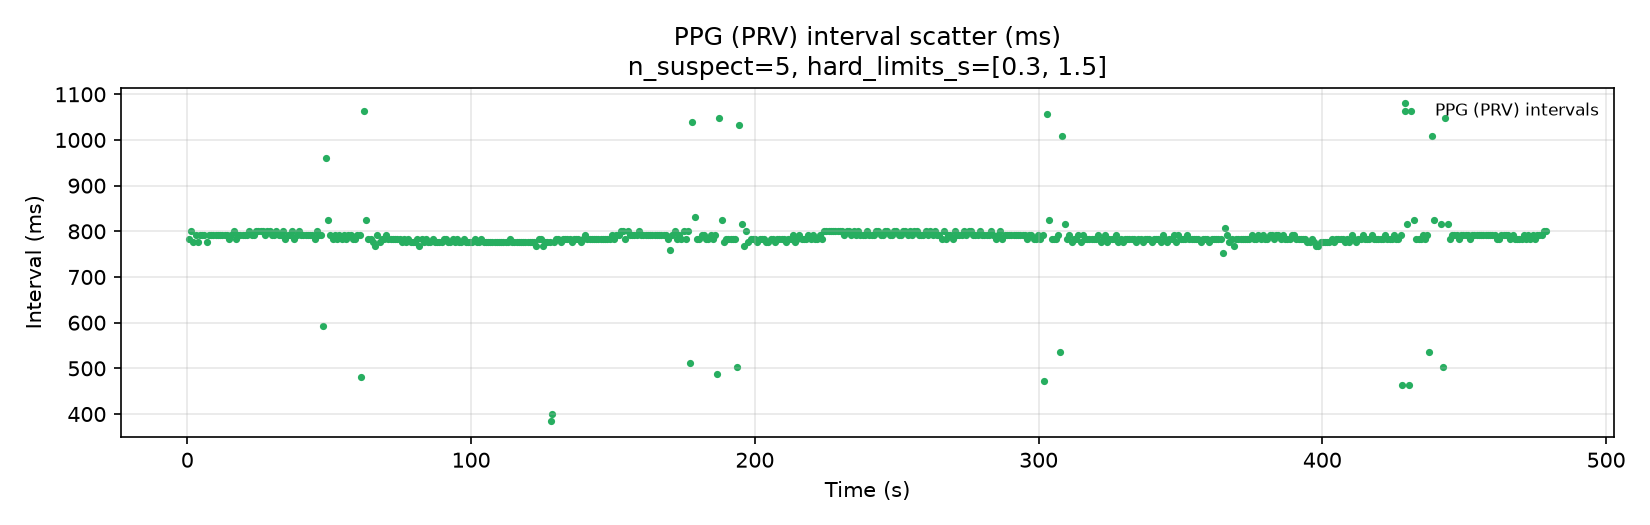 PPG (PRV) interval scatter (ms)
n_suspect=5, hard_limits_s=[0.3, 1.5]
PPG (PRV) intervals
Interval (ms)
1100
1000
900
800
700
600
500
400
0 100 200 300 400 500
Time (s)